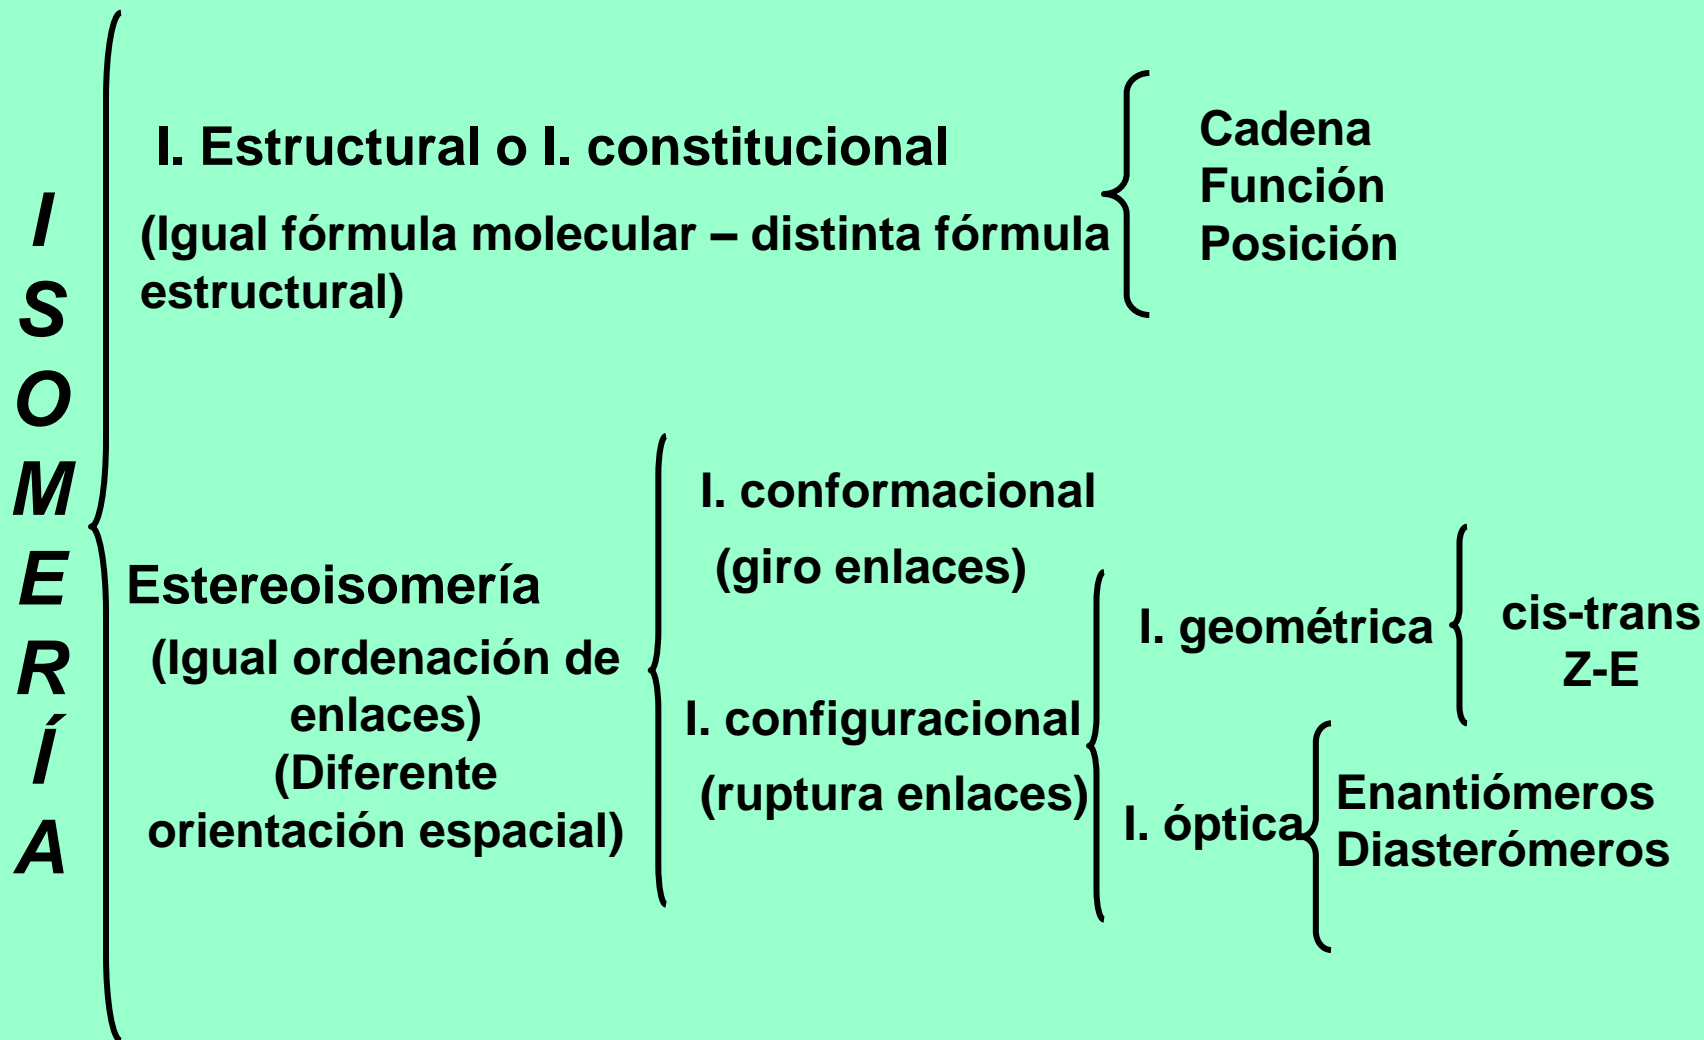 ISOMERÍA
I. Estructural o I. constitucional
(Igual fórmula molecular – distinta fórmula
estructural)
Cadena
Función
Posición
Estereoisomería
(Igual ordenación de
enlaces)
(Diferente
orientación espacial)
I. conformacional
(giro enlaces)
I. configuracional
(ruptura enlaces)
I. geométrica
cis-trans
Z-E
I. óptica
Enantiómeros
Diasterómeros